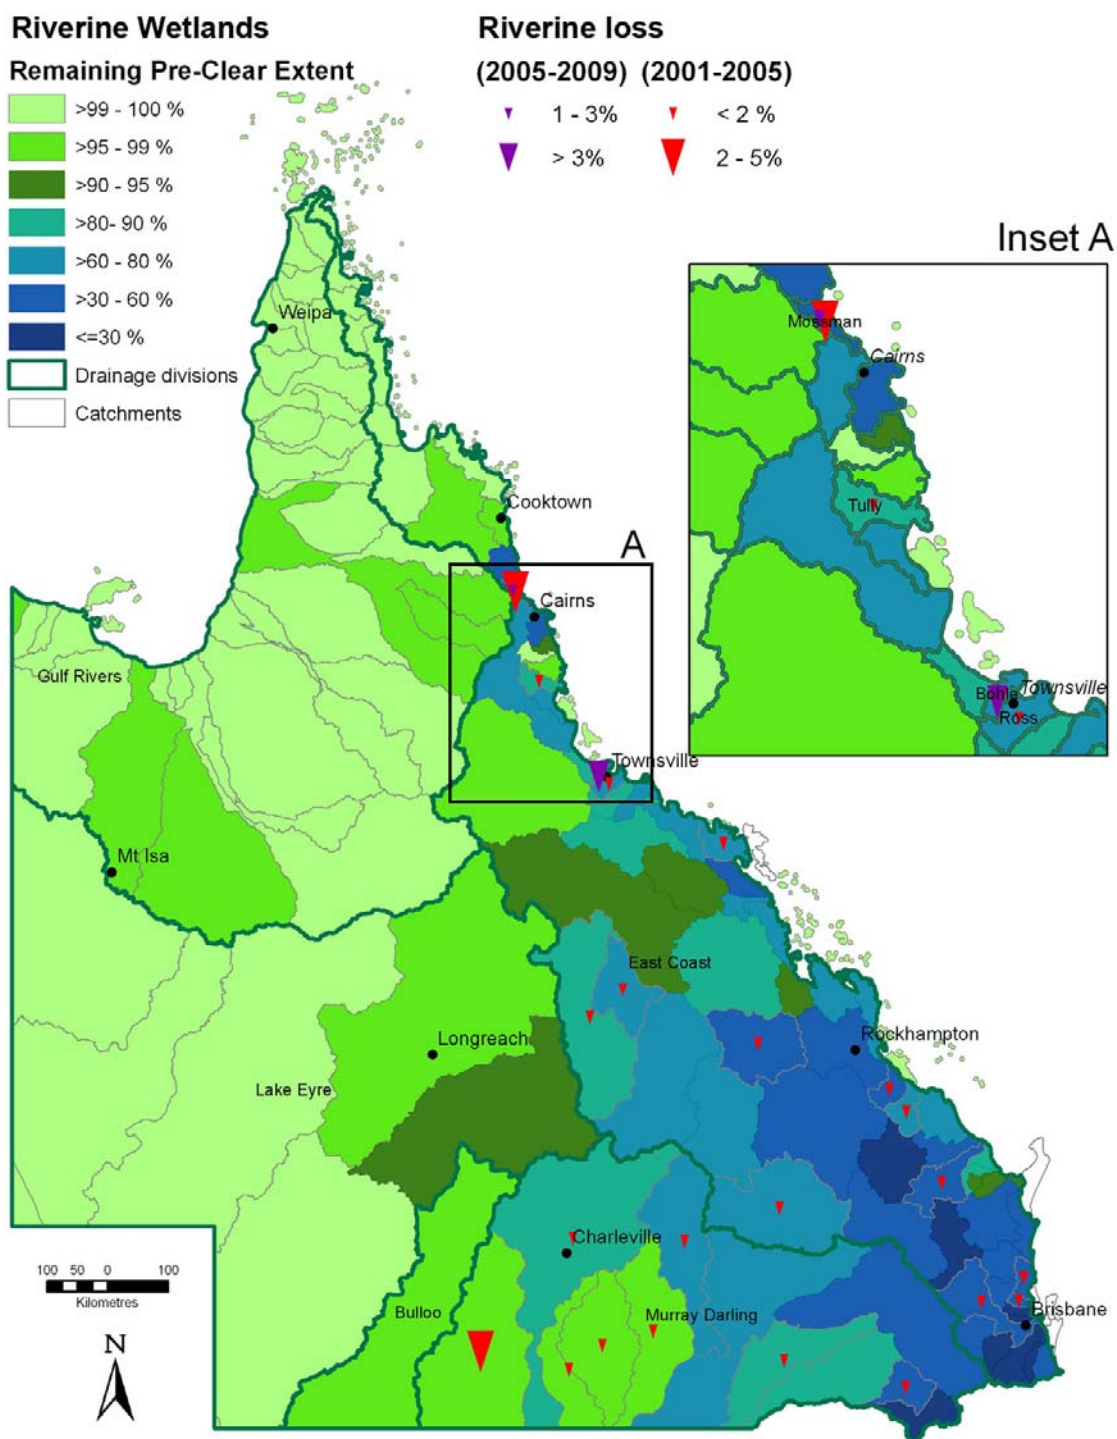 Riverine Wetlands
Remaining Pre-Clear Extent
>99 - 100 %
>95 - 99 %
>90 - 95 %
>80- 90 %
>60 - 80 %
>30 - 60 %
<=30 %
Drainage divisions
Catchments
Riverine loss
(2005-2009) (2001-2005)
1 - 3% < 2 %
> 3% 2 - 5%
Inset A
Mossman
Cairns
Tully
Bohle Townsville
Ross
Weipa
Cooktown
A
Cairns
Gulf Rivers
Townsville
Mt Isa
East Coast
Longreach
Rockhampton
Lake Eyre
Charleville
100 50 0 100
Kilometres
N
Bulloo
Murray Darling
Brisbane